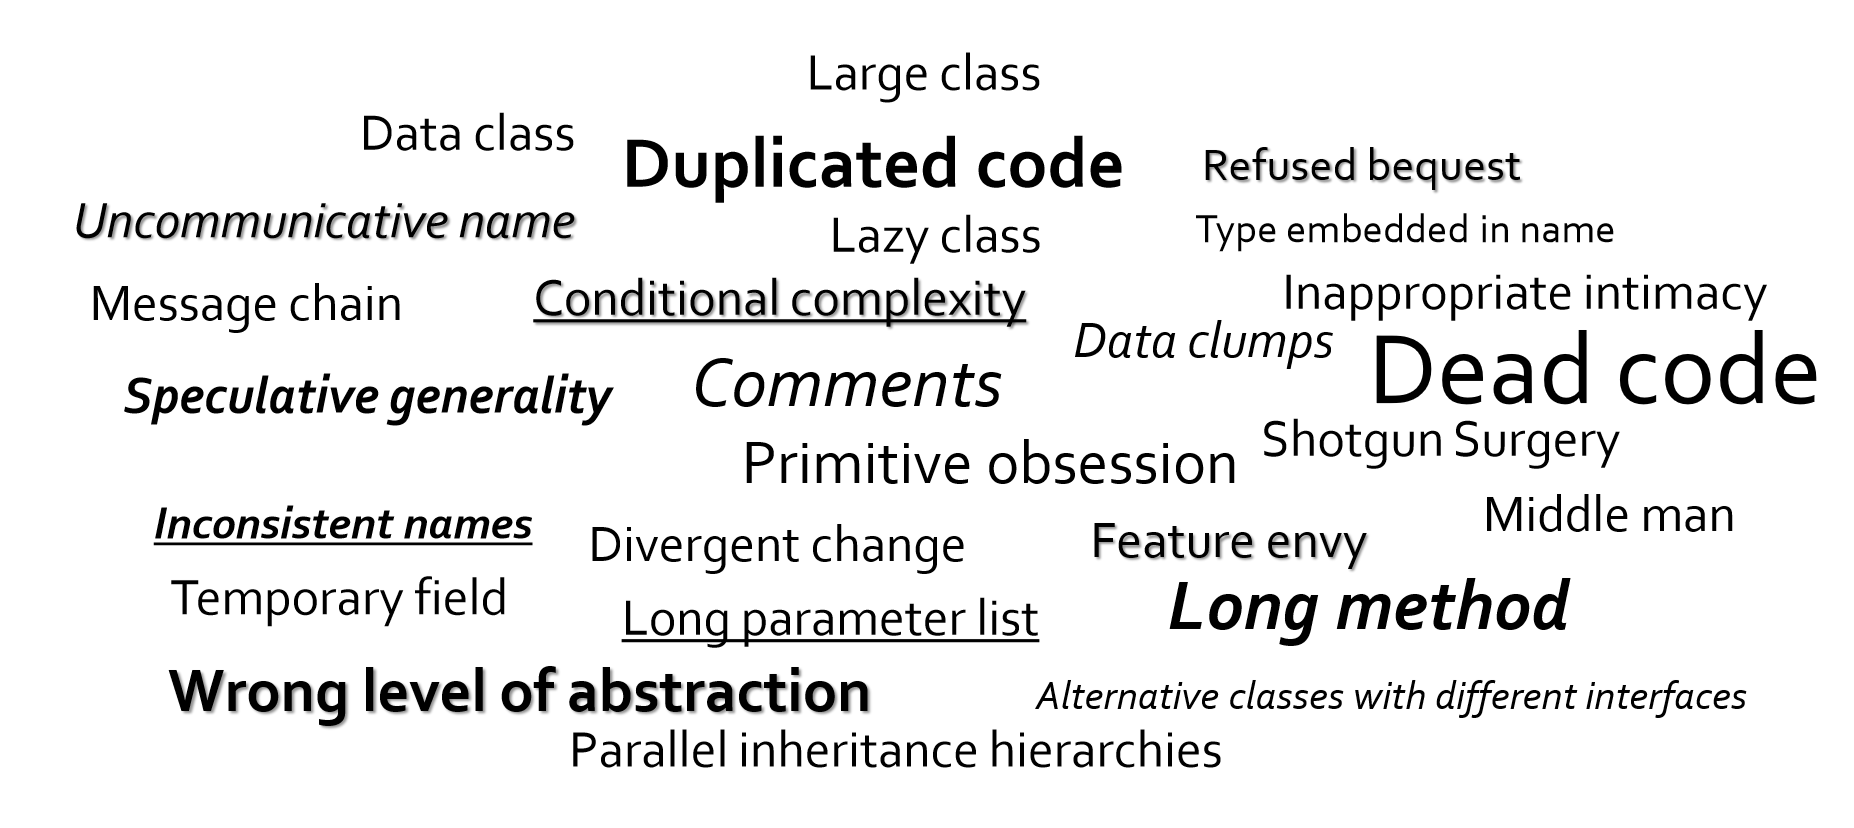 Large class
Data class
Duplicated code
Refused bequest
Uncommunicative name
Lazy class
Type embedded in name
Message chain
Conditional complexity
Inappropriate intimacy
Data clumps
Dead code
Speculative generality
Comments
Shotgun Surgery
Primitive obsession
Inconsistent names
Divergent change
Feature envy
Middle man
Temporary field
Long parameter list
Long method
Wrong level of abstraction
Alternative classes with different interfaces
Parallel inheritance hierarchies